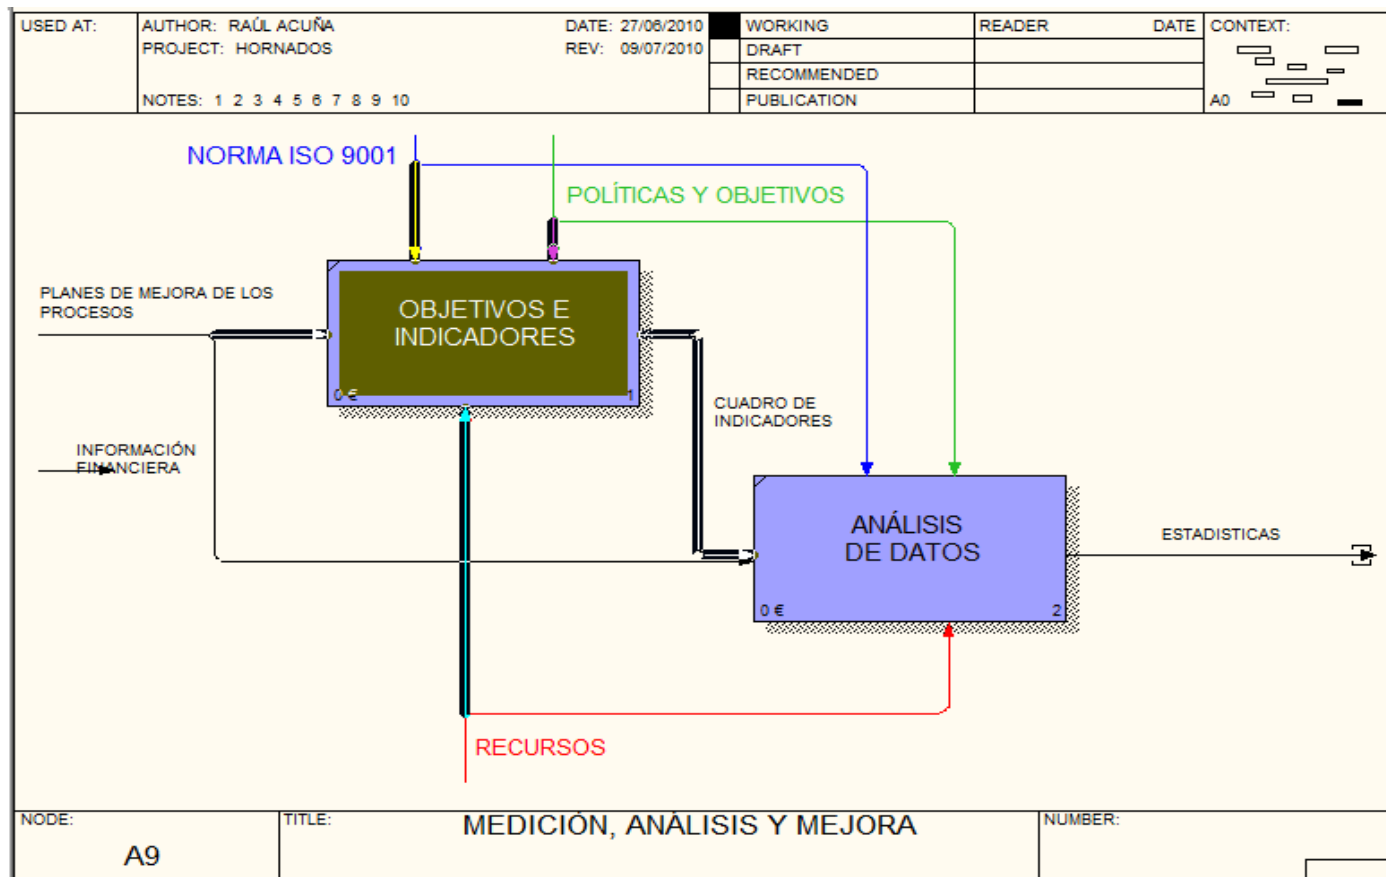 USED AT:
AUTHOR: RAÚL ACUÑA
DATE: 27/06/2010
WORKING
READER
DATE
CONTEXT:
PROJECT: HORNADOS
REV: 09/07/2010
DRAFT
RECOMMENDED
NOTES: 1 2 3 4 5 6 7 8 9 10
PUBLICATION
A0
NORMA ISO 9001
POLÍTICAS Y OBJETIVOS
PLANES DE MEJORA DE LOS
PROCESOS
OBJETIVOS E
INDICADORES
0 €
1
CUADRO DE
INDICADORES
INFORMACIÓN
FINANCIERA
ANÁLISIS
DE DATOS
0 €
2
ESTADISTICAS
RECURSOS
NODE:
A9
TITLE:
MEDICIÓN, ANÁLISIS Y MEJORA
NUMBER: